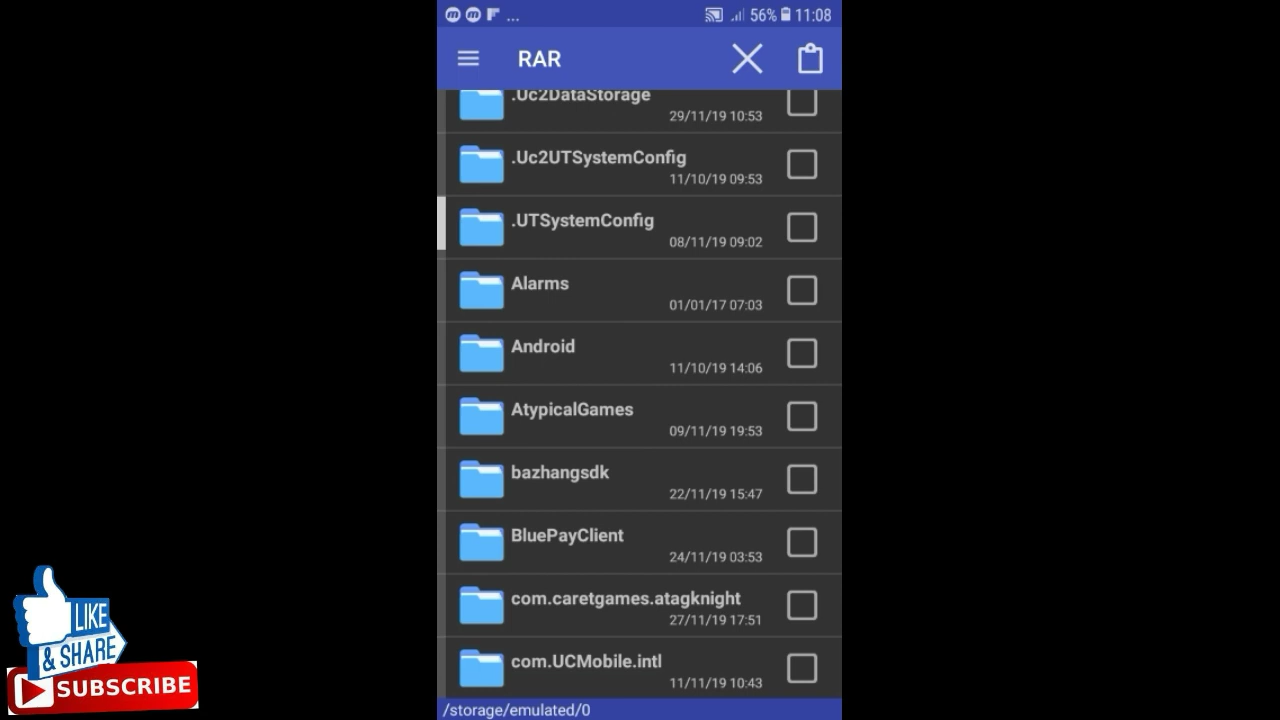 ... 56% 11:08
RAR
.Uc2DataStorage
29/11/19 10:53
.Uc2UTSystemConfig
11/10/19 09:53
.UTSystemConfig
08/11/19 09:02
Alarms
01/01/17 07:03
Android
11/10/19 14:06
AtypicalGames
09/11/19 19:53
bazhangsdk
22/11/19 15:47
BluePayClient
24/11/19 03:53
com.caretgames.atagknight
27/11/19 17:51
com.UCMobile.intl
11/11/19 10:43
/storage/emulated/0
LIKE
& SHARE
SUBSCRIBE